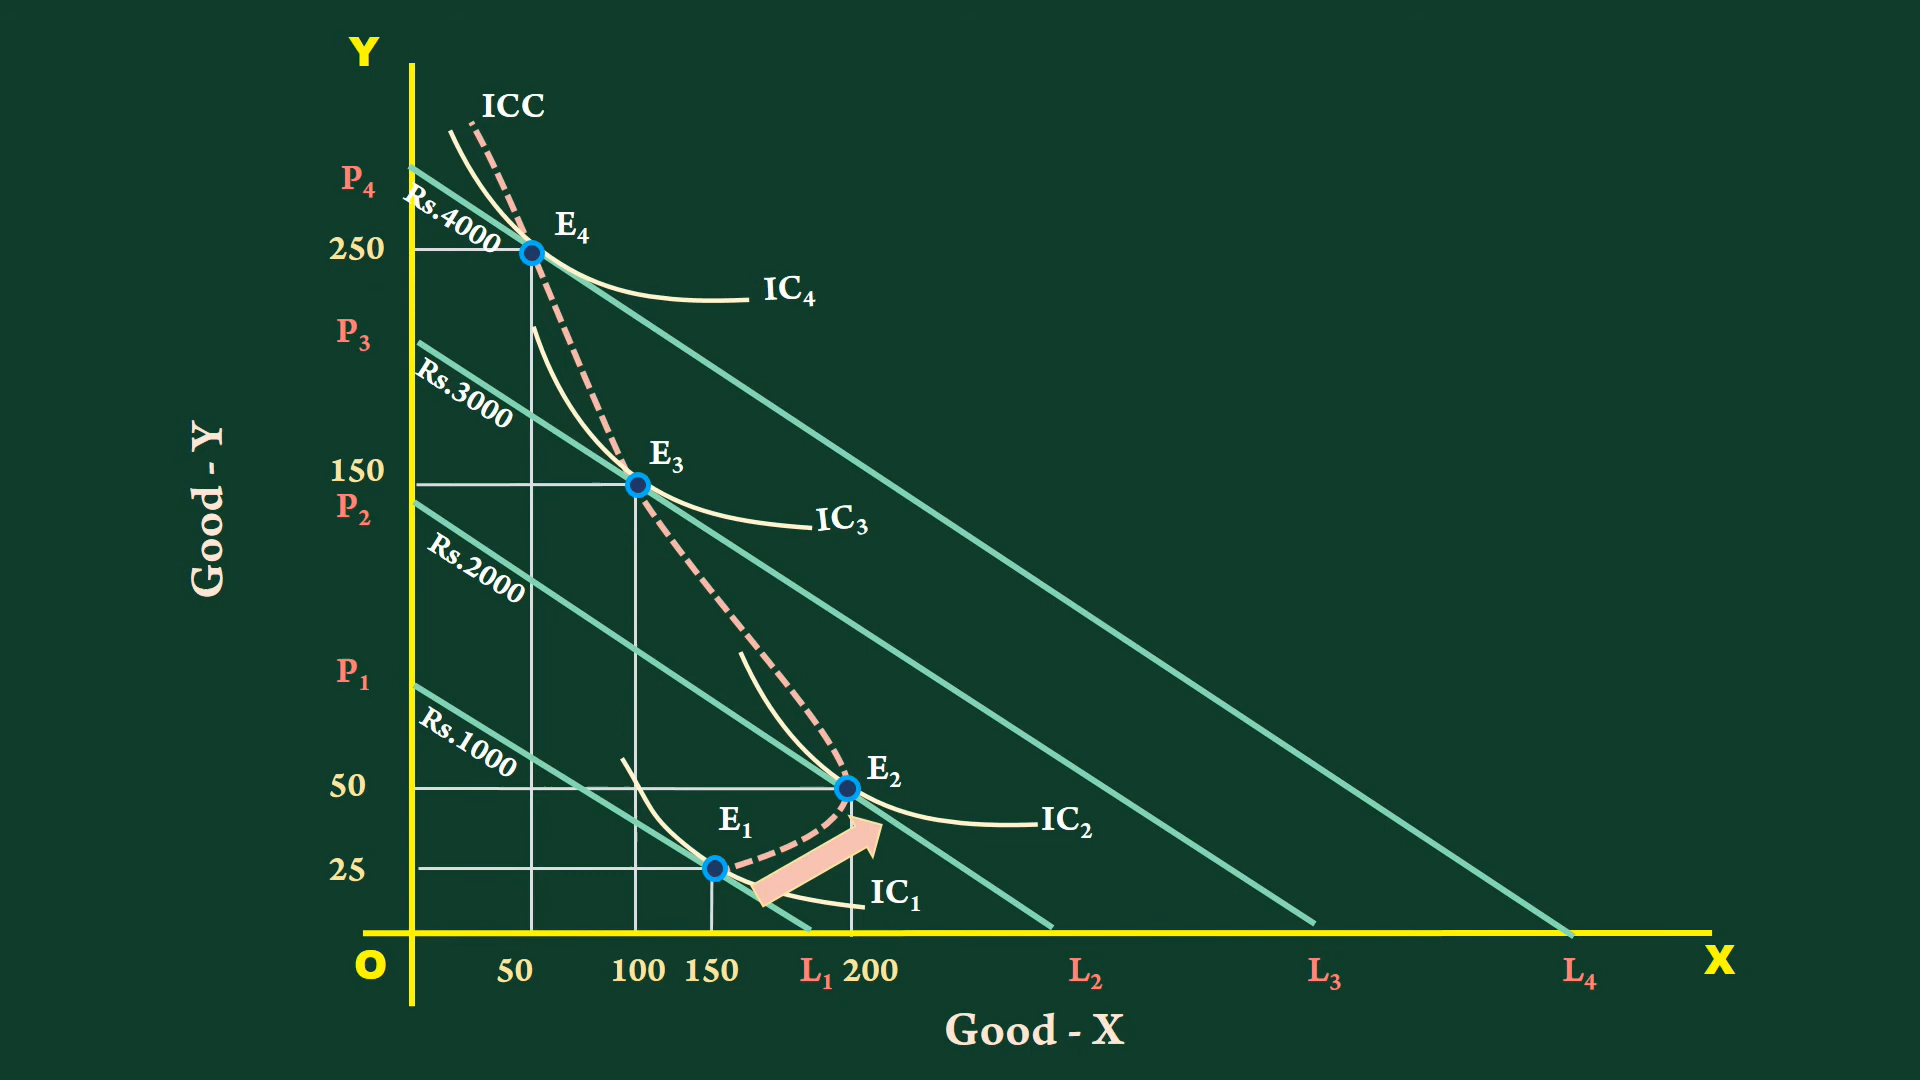 Y
ICC
P4
Rs.4000
250
E4
IC4
P3
Rs.3000
Good - Y
150
E3
P2
IC3
Rs.2000
P1
Rs.1000
50
E2
E1
IC2
25
IC1
O
50
100
150
L1
200
L2
L3
L4
X
Good - X